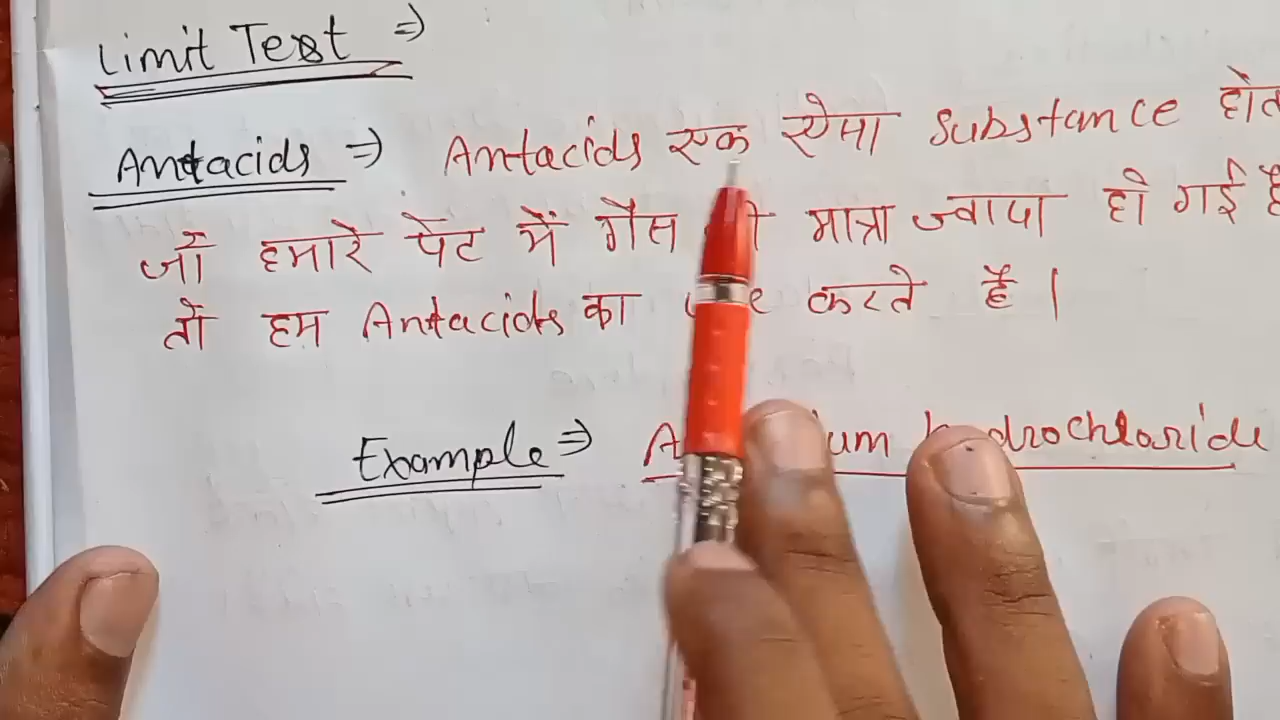 Limit Test ⇒
Antacids ⇒ Antacids एक ऐसा Substance
जो हमारे पेट में गैस मात्रा ज्यादा हो गई
तो हम Antacids का करते है ।
Example ⇒ hydrochloride